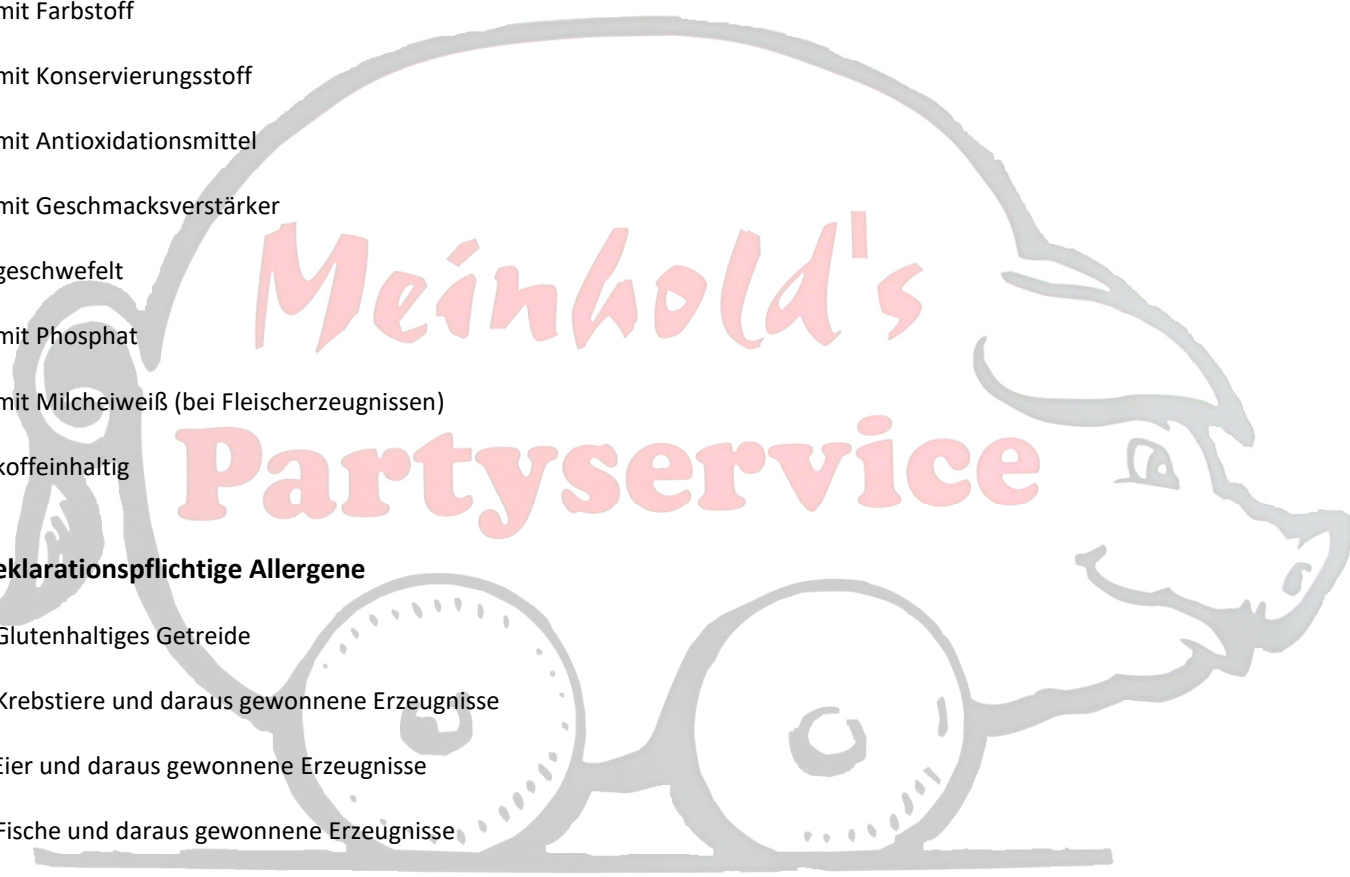 mit Farbstoff
mit Konservierungsstoff
mit Antioxidationsmittel
mit Geschmacksverstärker
geschwefelt
mit Phosphat
mit Milcheiweiß (bei Fleischerzeugnissen)
koffeinhaltig
eklarationspflichtige Allergene
Glutenhaltiges Getreide
Krebstiere und daraus gewonnene Erzeugnisse
Eier und daraus gewonnene Erzeugnisse
Fische und daraus gewonnene Erzeugnisse
Meinhold's
Partyservice